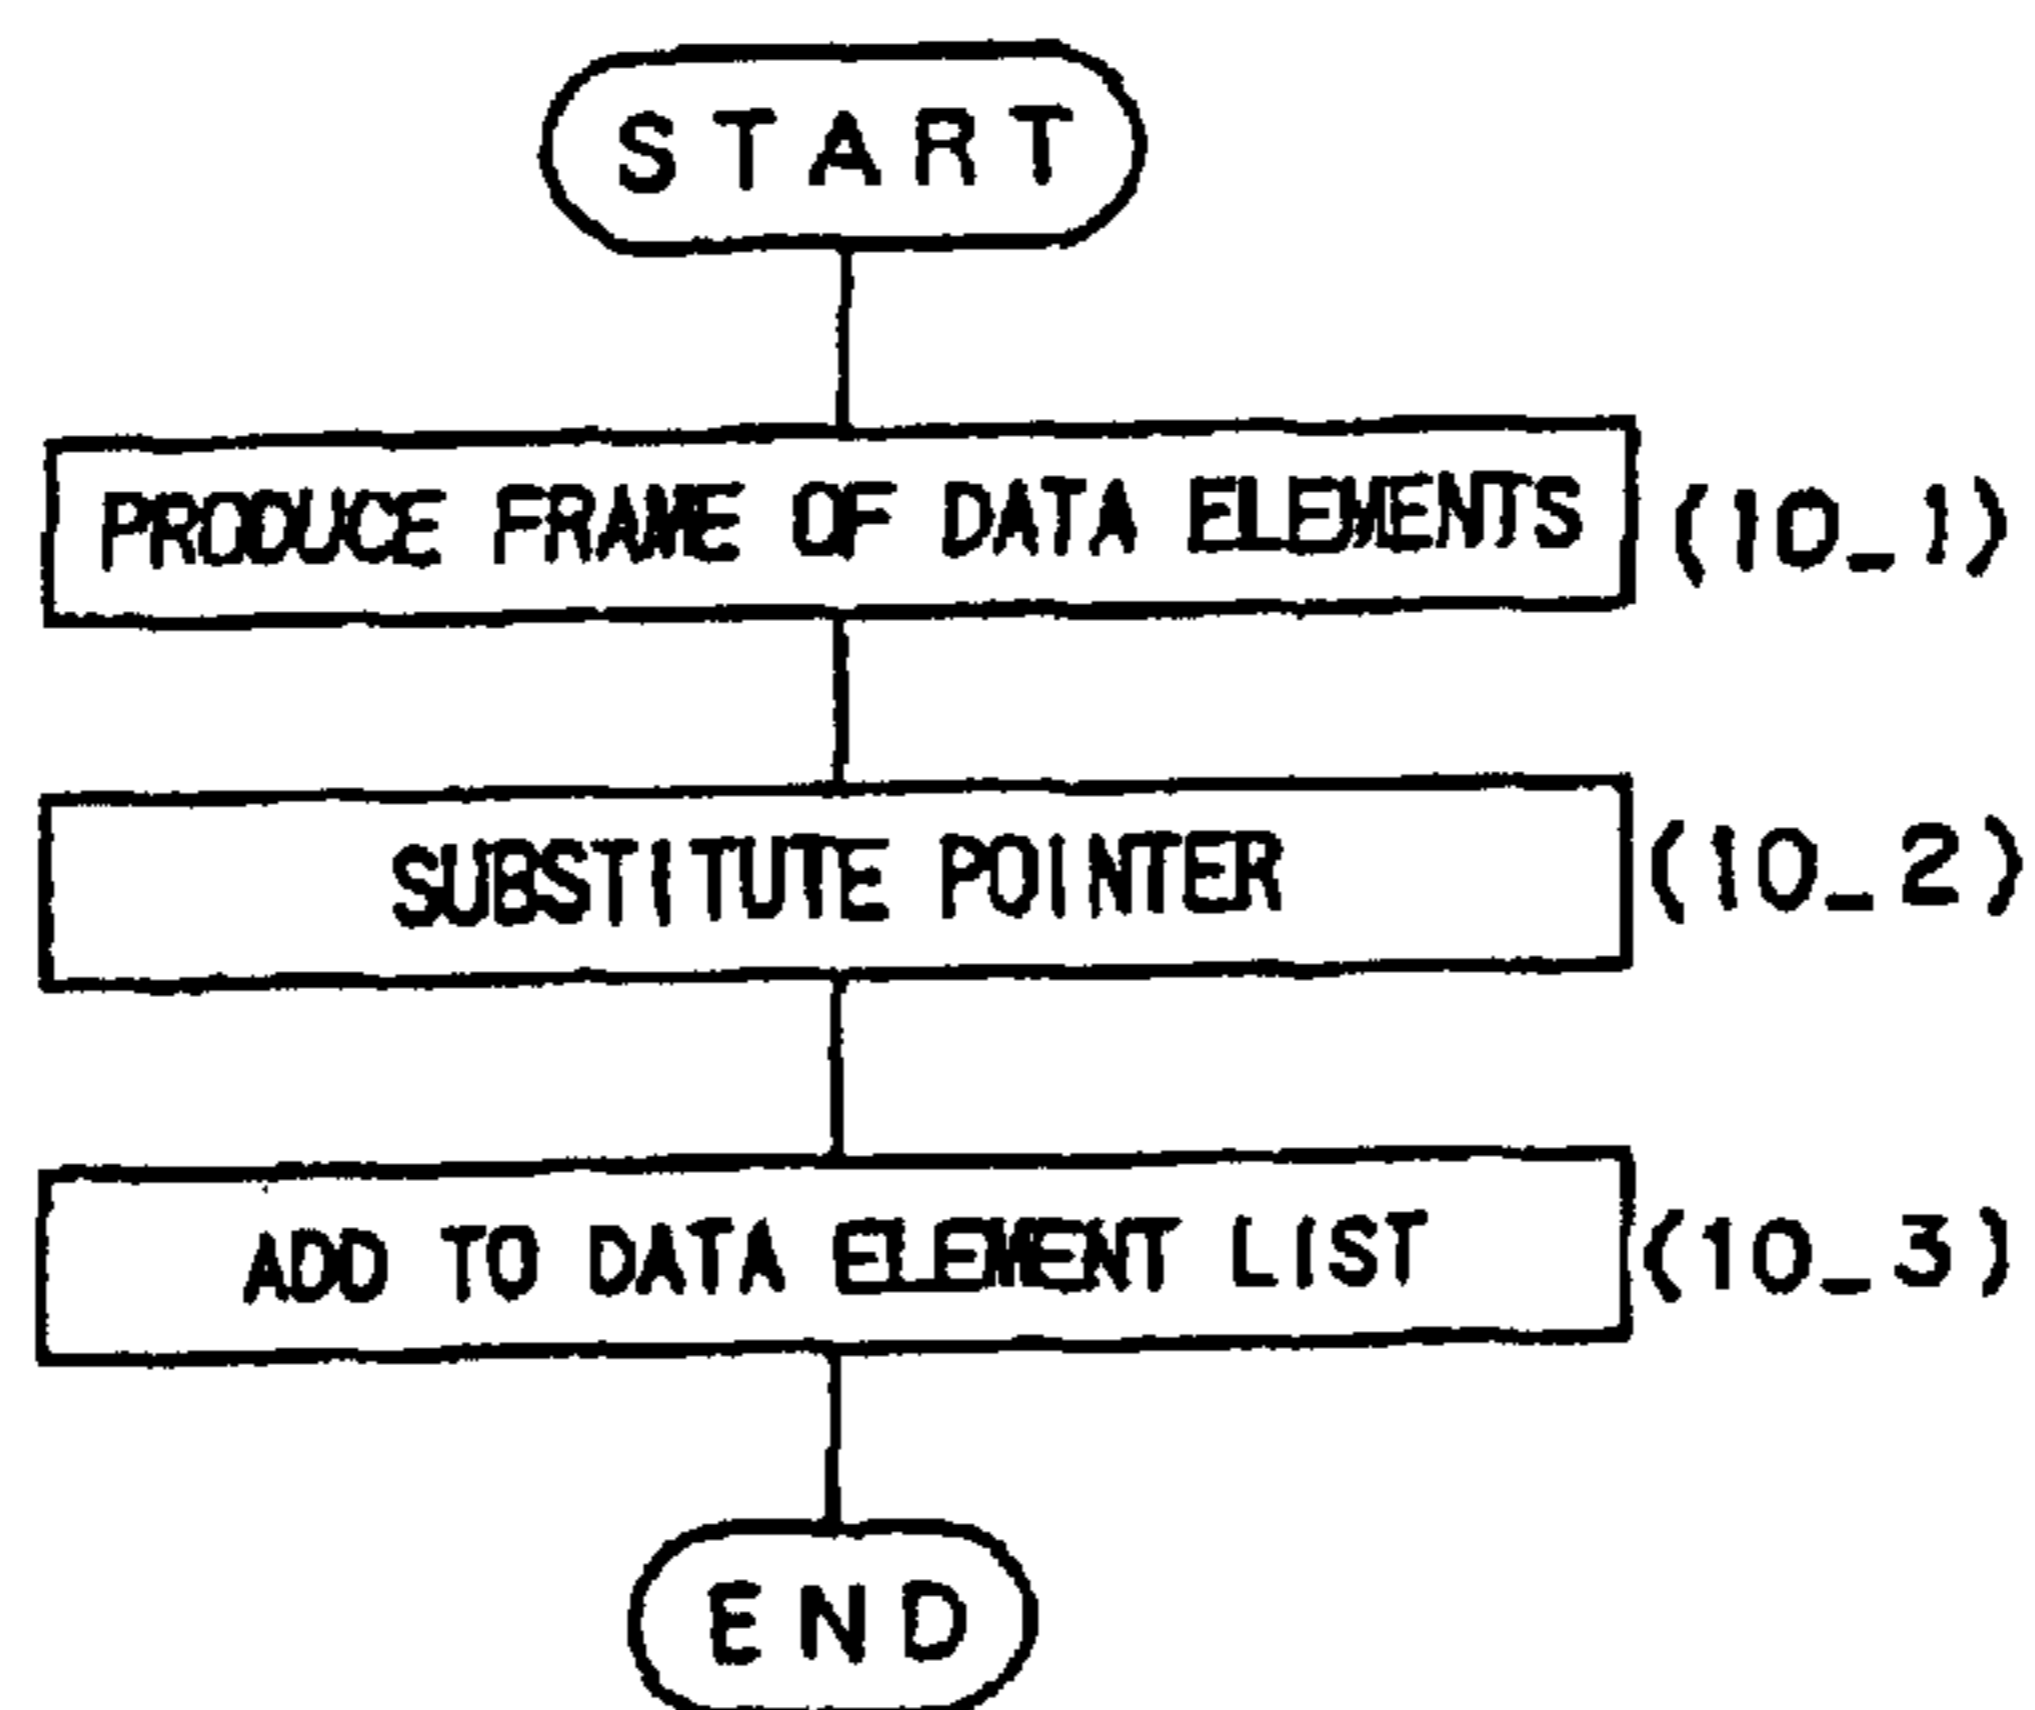 START
PRODUCE FRAME OF DATA ELEMENTS (10_1)
SUBSTITUTE POINTER (10_2)
ADD TO DATA ELEMENT LIST (10_3)
END